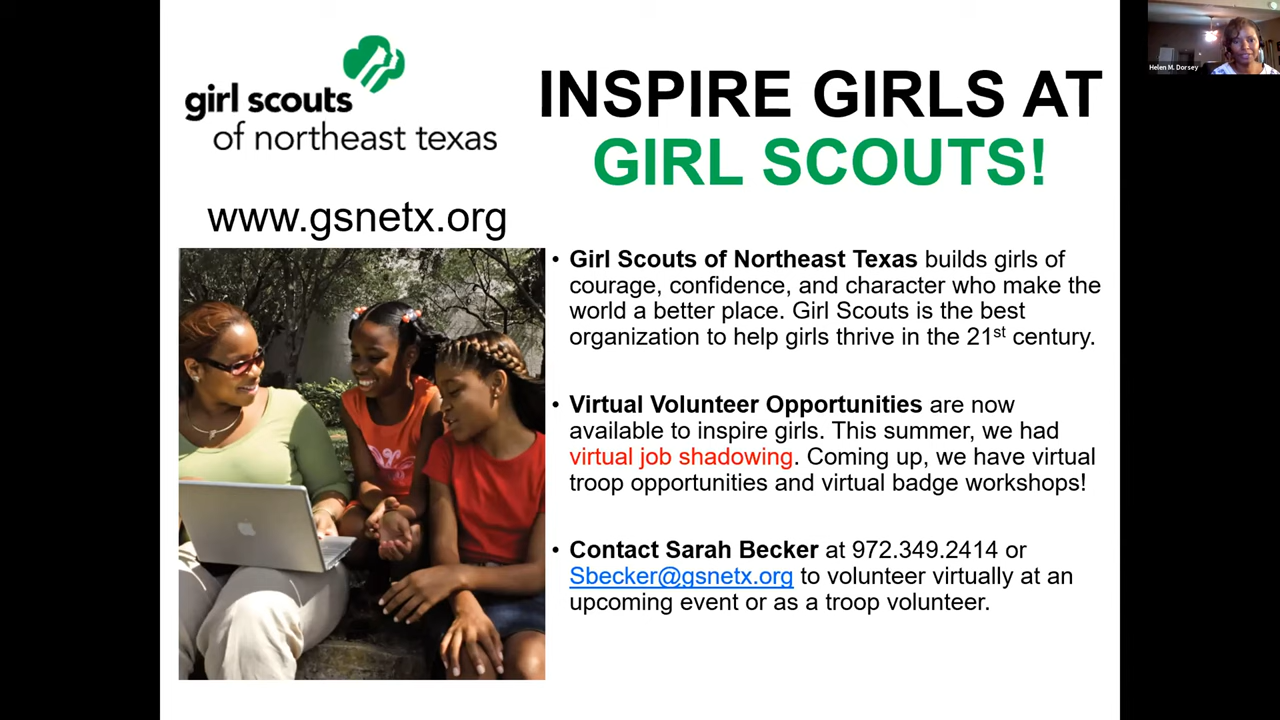 girl scouts
of northeast texas
www.gsnetx.org
INSPIRE GIRLS AT
GIRL SCOUTS!
• Girl Scouts of Northeast Texas builds girls of
courage, confidence, and character who make the
world a better place. Girl Scouts is the best
organization to help girls thrive in the 21st century.
• Virtual Volunteer Opportunities are now
available to inspire girls. This summer, we had
virtual job shadowing. Coming up, we have virtual
troop opportunities and virtual badge workshops!
• Contact Sarah Becker at 972.349.2414 or
Sbecker@gsnetx.org to volunteer virtually at an
upcoming event or as a troop volunteer.
Helen M. Dorsey